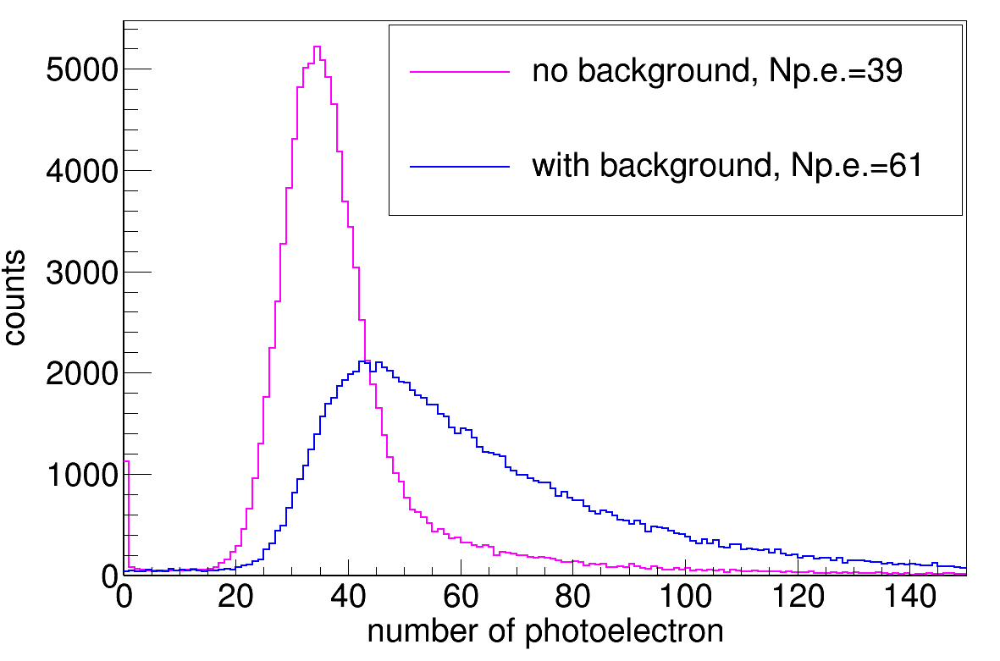 no background, Np.e.=39
with background, Np.e.=61
counts
5000
4000
3000
2000
1000
0
0 20 40 60 80 100 120 140
number of photoelectron